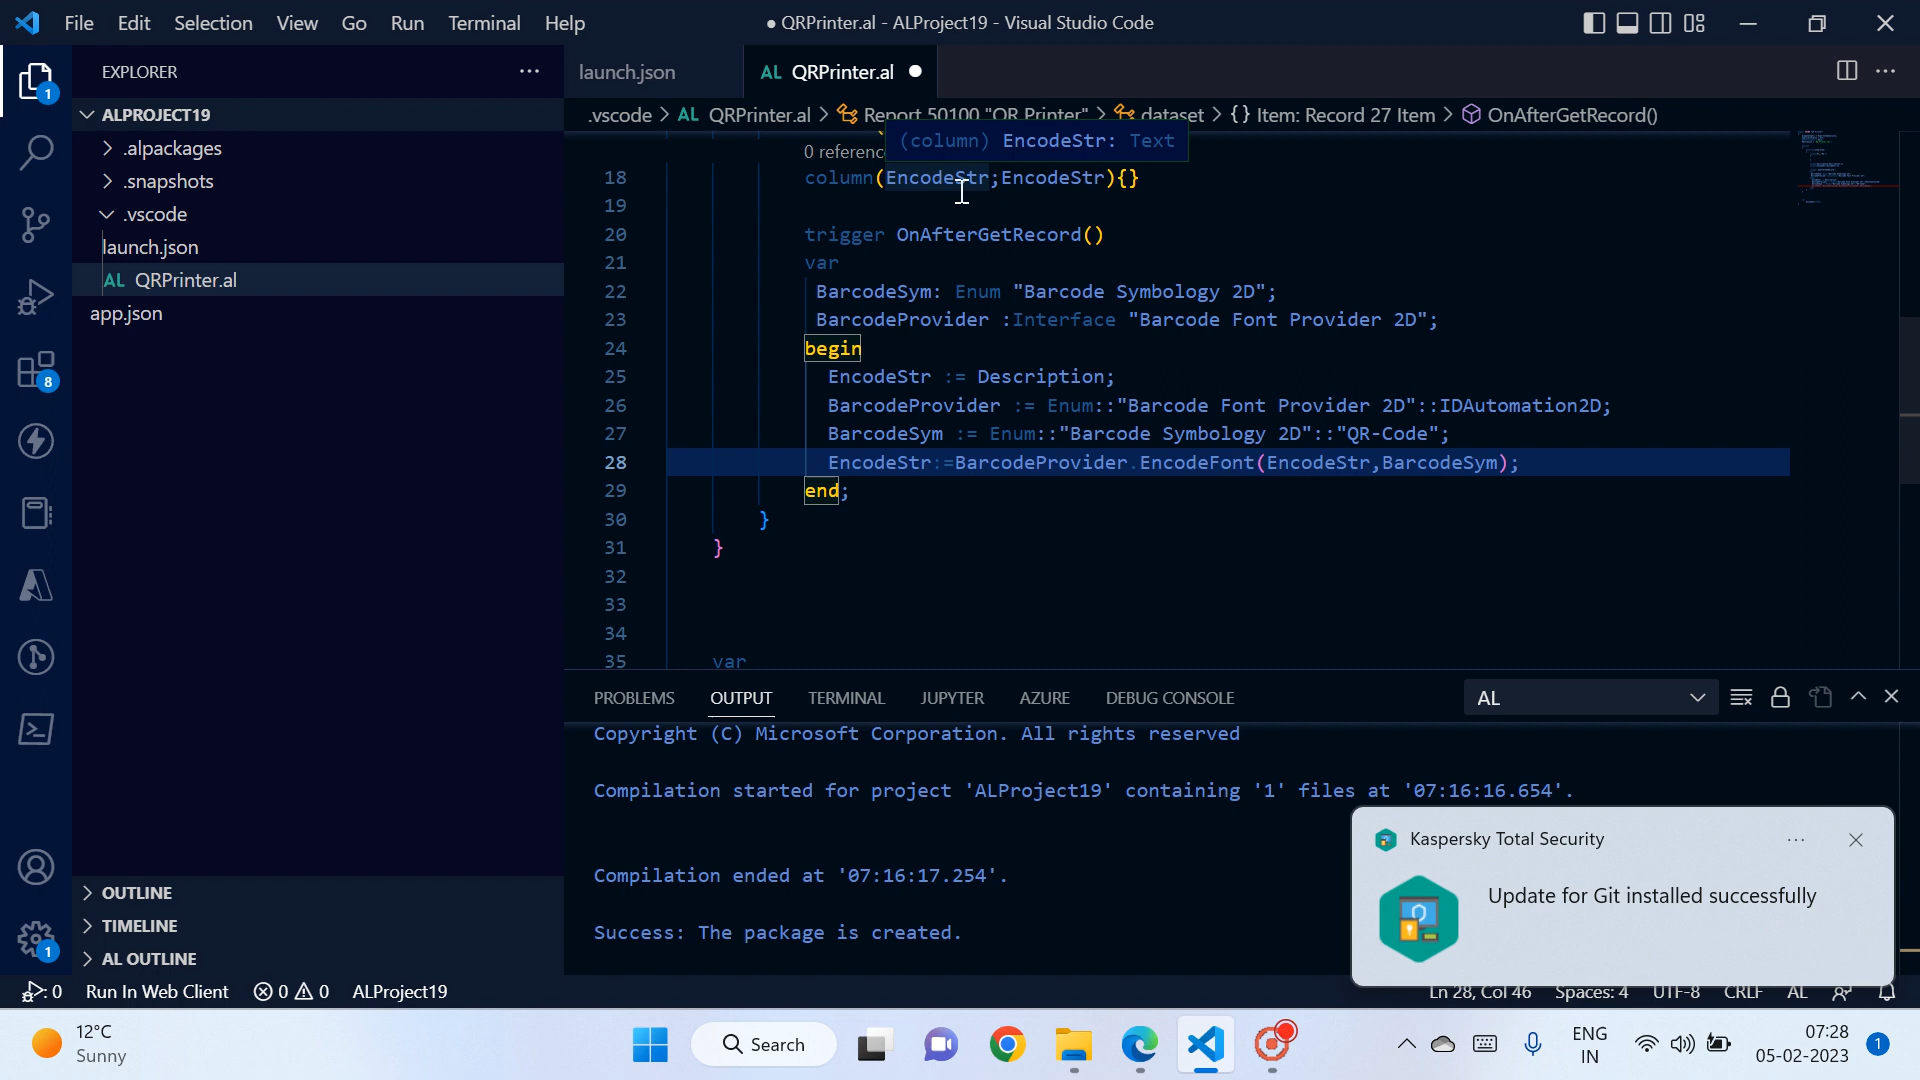 File Edit Selection View Go Run Terminal Help
● QRPrinter.al - ALProject19 - Visual Studio Code
EXPLORER
launch.json
AL QRPrinter.al
ALPROJECT19
.vscode > AL QRPrinter.al > Report 50100 "QR Printer" > dataset > {} Item: Record 27 Item > OnAfterGetRecord()
.alpackages
.snapshots
.vscode
launch.json
AL QRPrinter.al
app.json
(column) EncodeStr: Text
0 referenc
18 column(EncodeStr;EncodeStr){}
19
20 trigger OnAfterGetRecord()
21 var
22 BarcodeSym: Enum "Barcode Symbology 2D";
23 BarcodeProvider :Interface "Barcode Font Provider 2D";
24 begin
25 EncodeStr := Description;
26 BarcodeProvider := Enum::"Barcode Font Provider 2D"::IDAutomation2D;
27 BarcodeSym := Enum::"Barcode Symbology 2D"::"QR-Code";
28 EncodeStr:=BarcodeProvider.EncodeFont(EncodeStr,BarcodeSym);
29 end;
30 }
31 }
32
33
34
35 var
PROBLEMS OUTPUT TERMINAL JUPYTER AZURE DEBUG CONSOLE
AL
Copyright (C) Microsoft Corporation. All rights reserved
Compilation started for project 'ALProject19' containing '1' files at '07:16:16.654'.
Compilation ended at '07:16:17.254'.
Success: The package is created.
Kaspersky Total Security
Update for Git installed successfully
1
8
1
OUTLINE
TIMELINE
AL OUTLINE
0 Run In Web Client 0 0 ALProject19
Ln 28, Col 46 Spaces: 4 UTF-8 CRLF AL
12°C
Sunny
Search
ENG
IN
07:28
05-02-2023
1